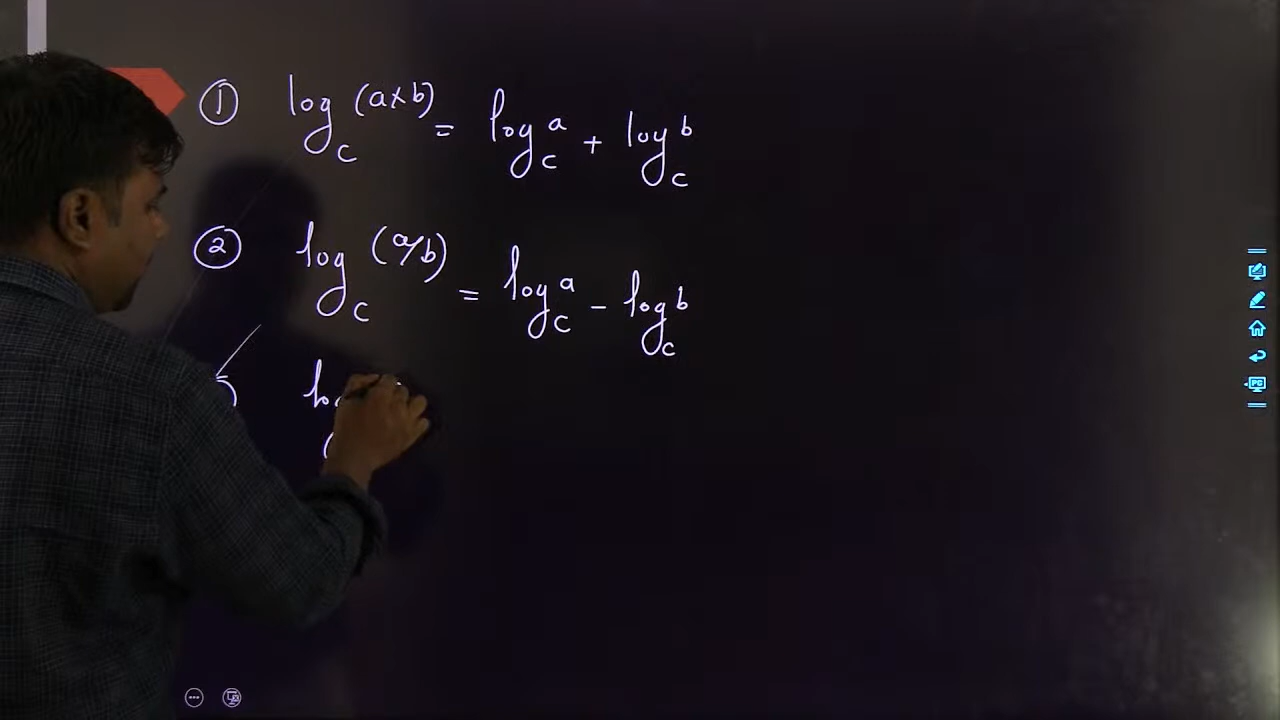 ① log_c (a×b) = log_c a + log_c b
② log_c (a/b) = log_c a - log_c b